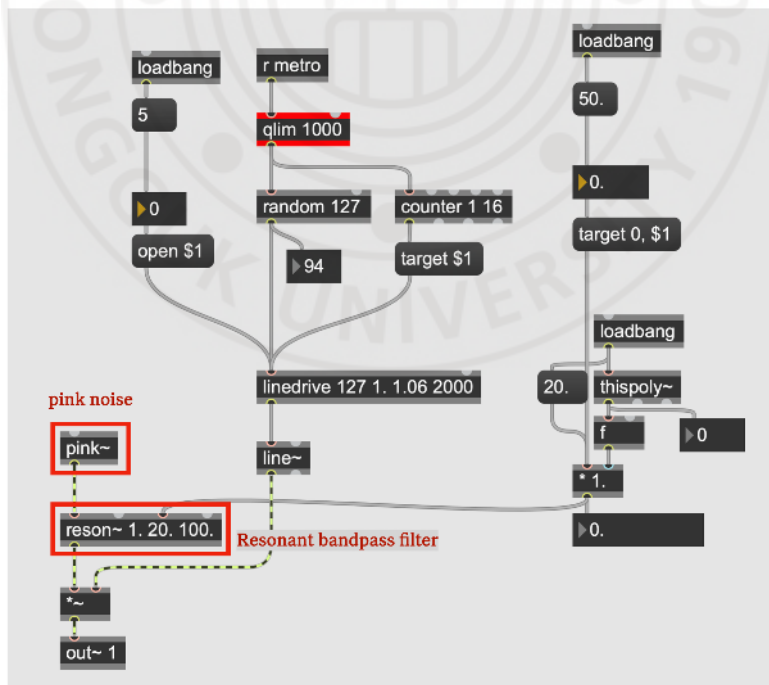 loadbang
r metro
loadbang
5
qlim 1000
50.
0
random 127
counter 1 16
0.
open $1
94
target $1
target 0, $1
loadbang
linedrive 127 1. 1.06 2000
20.
thispoly~
pink noise
pink~
line~
f
0
* 1.
reson~ 1. 20. 100.
Resonant bandpass filter
0.
*~
out~ 1
UNIVERSITY 190